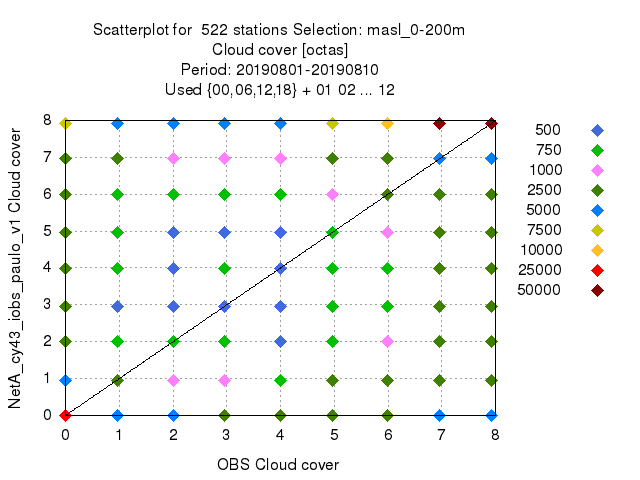 Scatterplot for  522 stations Selection: masl_0-200m
Cloud cover [octas]
Period: 20190801-20190810
Used {00,06,12,18} + 01 02 ... 12
NetA_cy43_iobs_paulo_v1 Cloud cover
8
7
6
5
4
3
2
1
0
0 1 2 3 4 5 6 7 8
OBS Cloud cover
500
750
1000
2500
5000
7500
10000
25000
50000